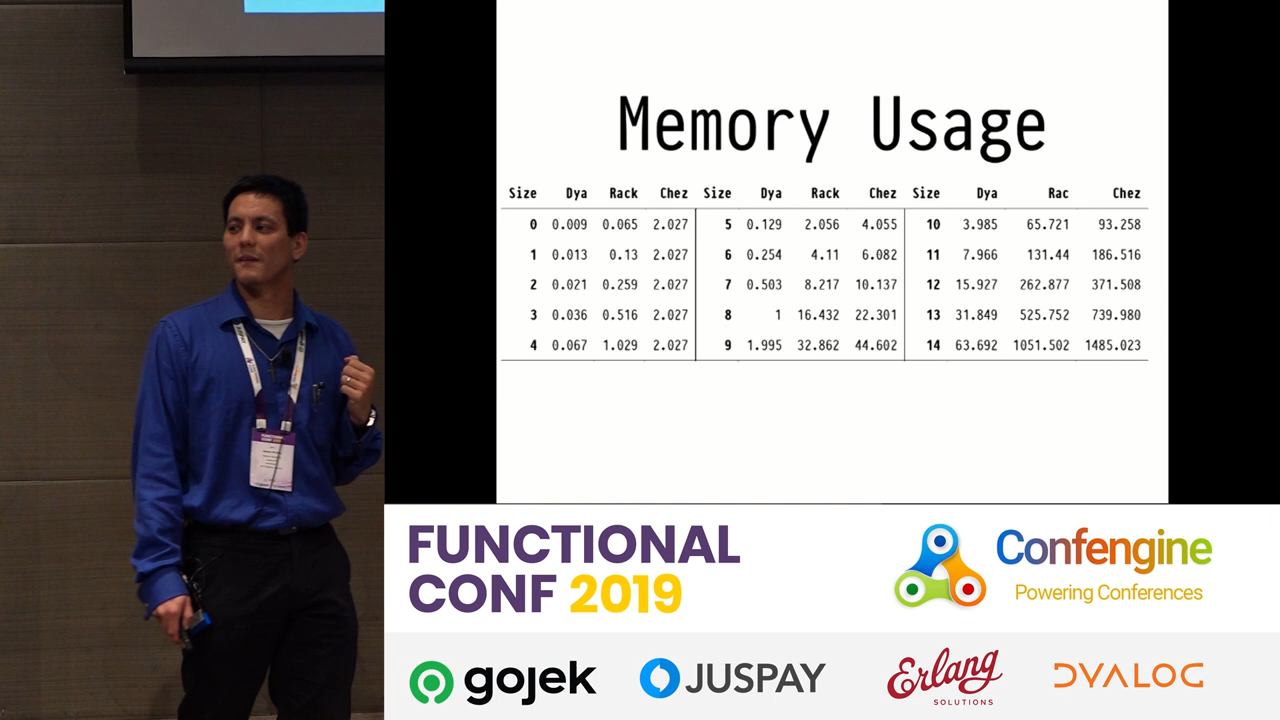 Memory Usage
Size Dya Rack Chez Size Dya Rack Chez Size Dya Rac Chez
0 0.009 0.065 2.027 5 0.129 2.056 4.055 10 3.985 65.721 93.258
1 0.013 0.13 2.027 6 0.254 4.11 6.082 11 7.966 131.44 186.516
2 0.021 0.259 2.027 7 0.503 8.217 10.137 12 15.927 262.877 371.508
3 0.036 0.516 2.027 8 1 16.432 22.301 13 31.849 525.752 739.980
4 0.067 1.029 2.027 9 1.995 32.862 44.602 14 63.692 1051.502 1485.023
FUNCTIONAL
CONF 2019
Confengine
Powering Conferences
gojek
JUSPAY
Erlang
SOLUTIONS
DYALOG
FUNCTIONAL